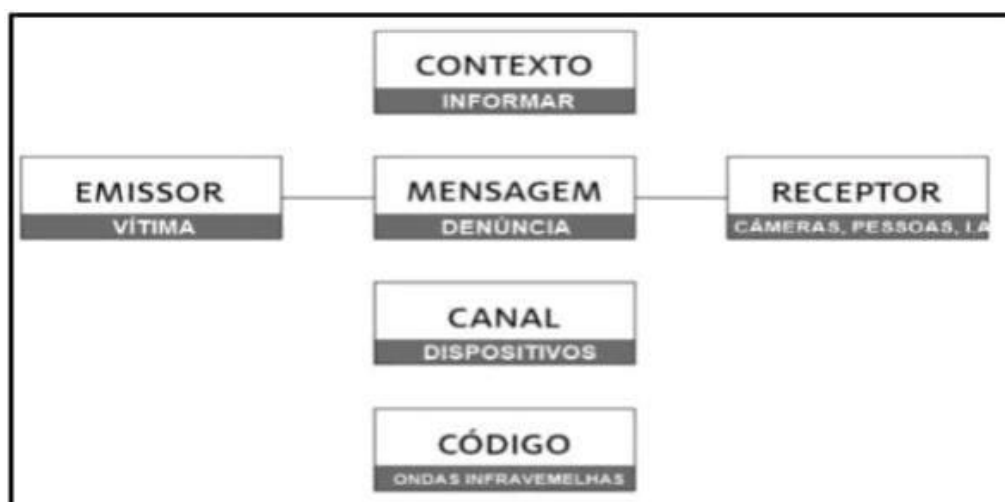 CONTEXTO
INFORMAR
EMISSOR
VÍTIMA
MENSAGEM
DENÚNCIA
RECEPTOR
CÂMERAS, PESSOAS, I.A
CANAL
DISPOSITIVOS
CÓDIGO
ONDAS INFRAVEMELHAS